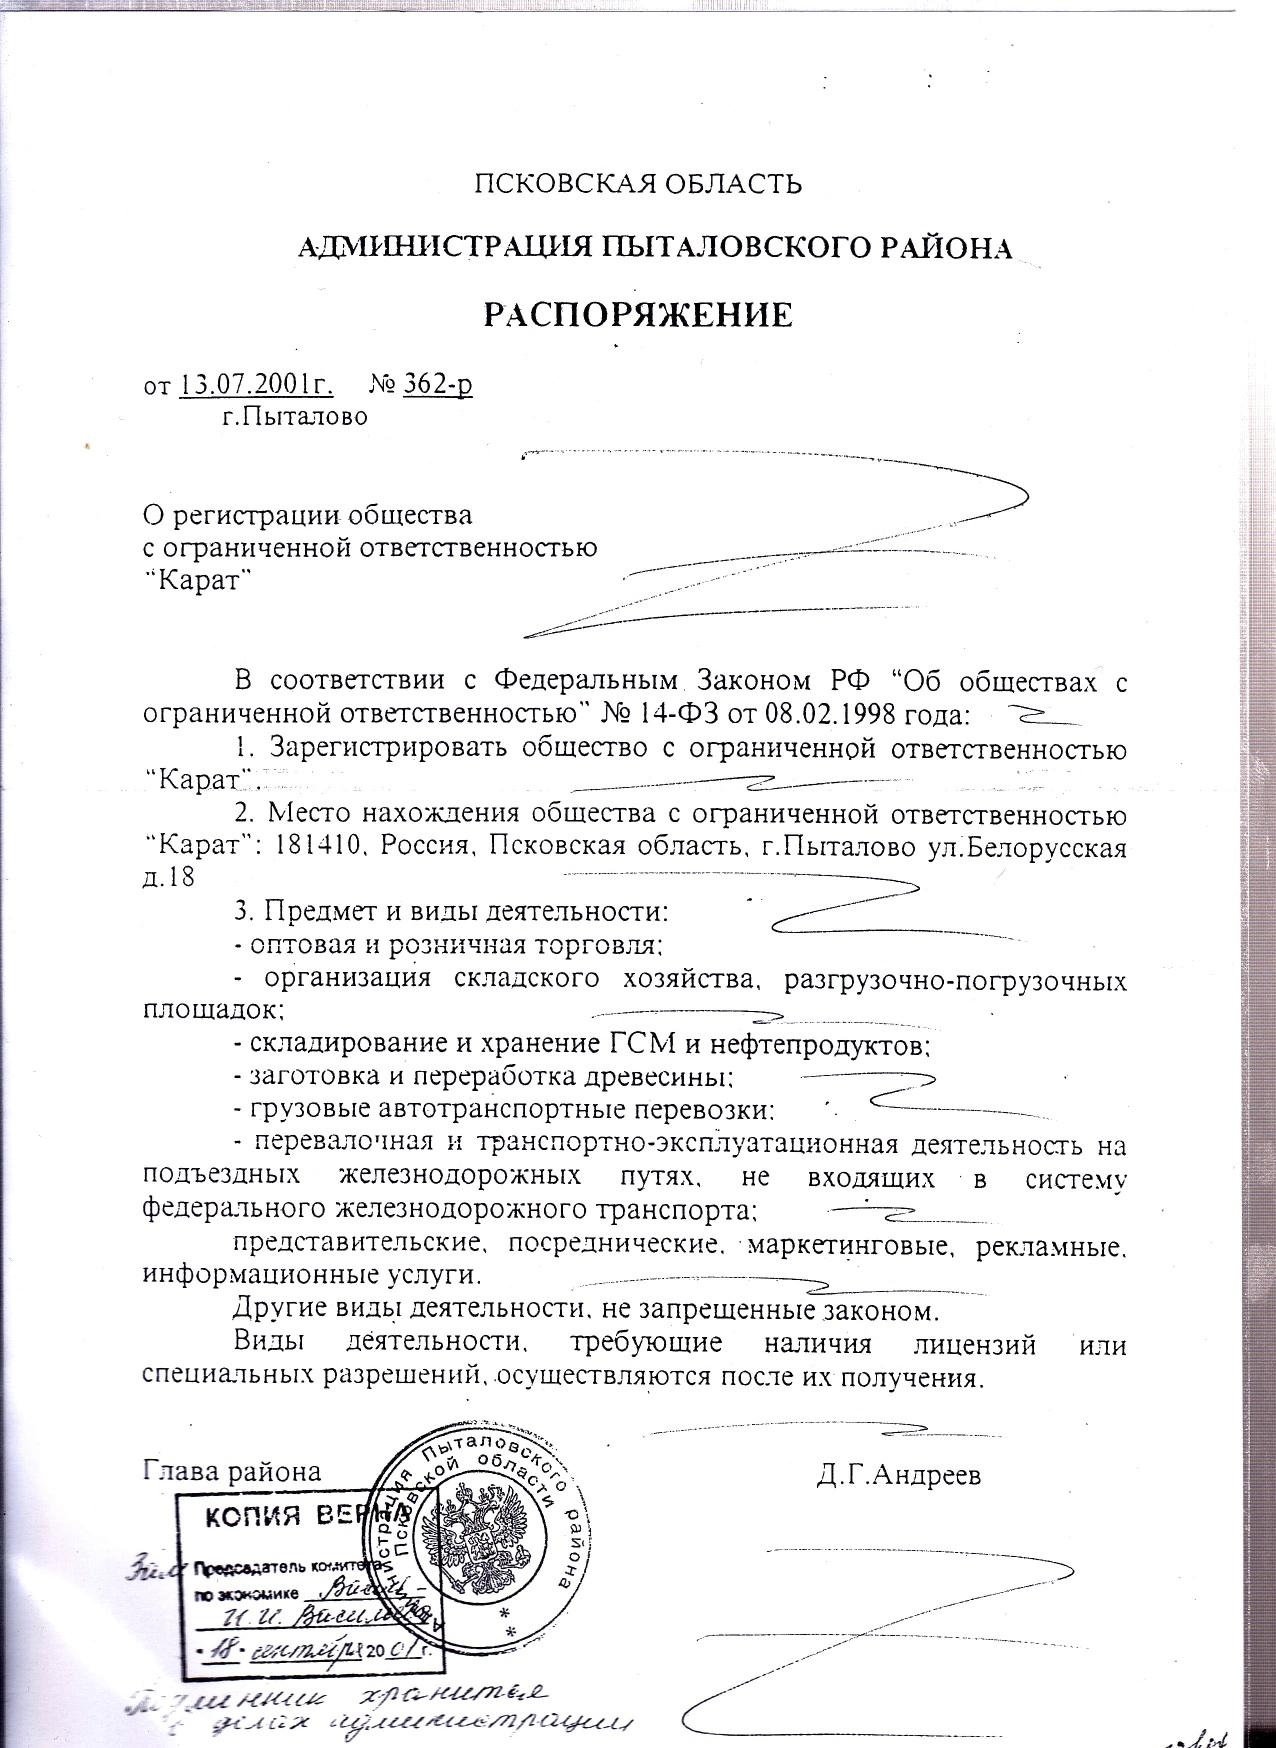 ПСКОВСКАЯ ОБЛАСТЬ
АДМИНИСТРАЦИЯ ПЫТАЛОВСКОГО РАЙОНА
РАСПОРЯЖЕНИЕ
от 13.07.2001г. № 362-р
г.Пыталово
О регистрации общества
с ограниченной ответственностью
"Карат"
В соответствии с Федеральным Законом РФ "Об обществах с
ограниченной ответственностью" № 14-ФЗ от 08.02.1998 года:
1. Зарегистрировать общество с ограниченной ответственностью
"Карат".
2. Место нахождения общества с ограниченной ответственностью
"Карат": 181410, Россия, Псковская область, г.Пыталово ул.Белорусская
д.18
3. Предмет и виды деятельности:
- оптовая и розничная торговля;
- организация складского хозяйства, разгрузочно-погрузочных
площадок;
- складирование и хранение ГСМ и нефтепродуктов;
- заготовка и переработка древесины;
- грузовые автотранспортные перевозки;
- перевалочная и транспортно-эксплуатационная деятельность на
подъездных железнодорожных путях, не входящих в систему
федерального железнодорожного транспорта;
представительские, посреднические, маркетинговые, рекламные,
информационные услуги.
Другие виды деятельности, не запрещенные законом.
Виды деятельности, требующие наличия лицензий или
специальных разрешений, осуществляются после их получения.
Глава района Д.Г.Андреев
Администрация Пыталовского района
Псковской области
КОПИЯ ВЕРНА
Зам Председатель комитета
по экономике
И.И.
"18" сентября 2001 г.
Подлинник хранится
в делах администрации